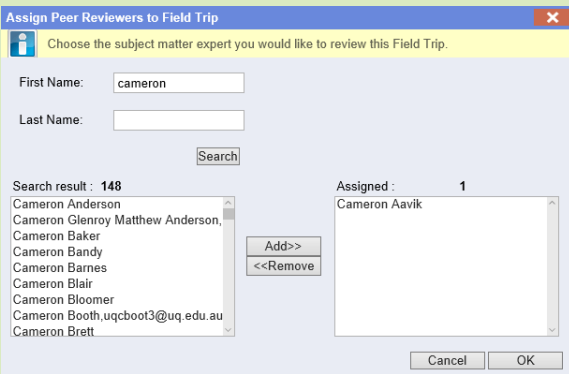 Assign Peer Reviewers to Field Trip
Choose the subject matter expert you would like to review this Field Trip.
First Name: cameron
Last Name:
Search
Search result : 148
Assigned : 1
Cameron Anderson
Cameron Glenroy Matthew Anderson,
Cameron Baker
Cameron Bandy
Cameron Barnes
Cameron Blair
Cameron Bloomer
Cameron Booth,uqcboot3@uq.edu.au
Cameron Brett
Add>>
<<Remove
Cameron Aavik
Cancel
OK